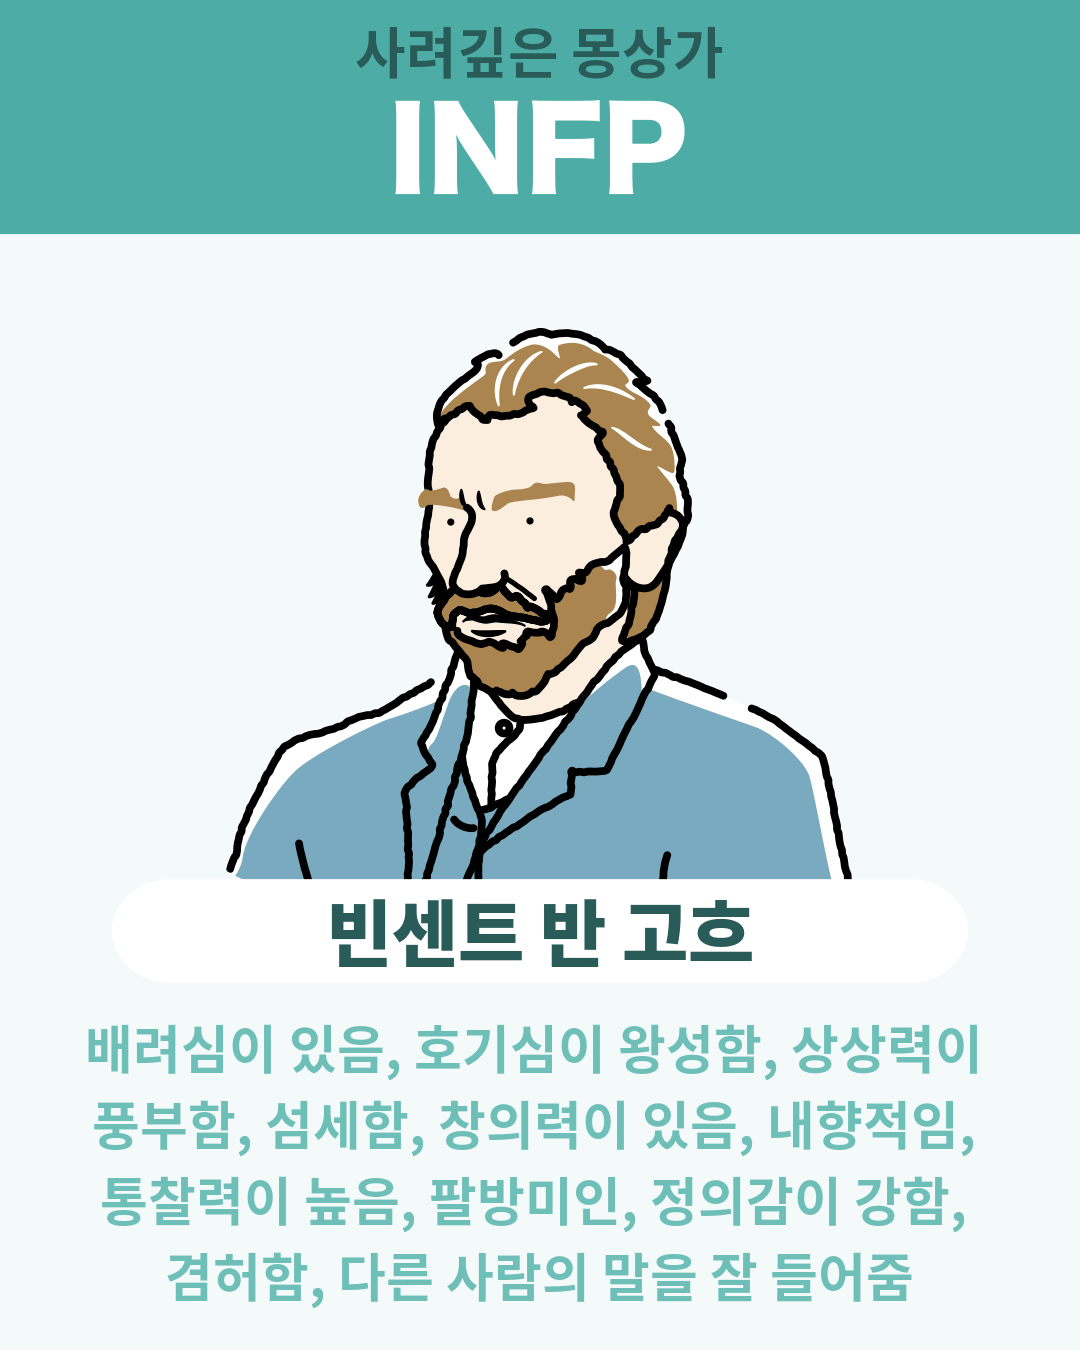 사려깊은 몽상가
INFP
빈센트 반 고흐
배려심이 있음, 호기심이 왕성함, 상상력이
풍부함, 섬세함, 창의력이 있음, 내향적임,
통찰력이 높음, 팔방미인, 정의감이 강함,
겸허함, 다른 사람의 말을 잘 들어줌